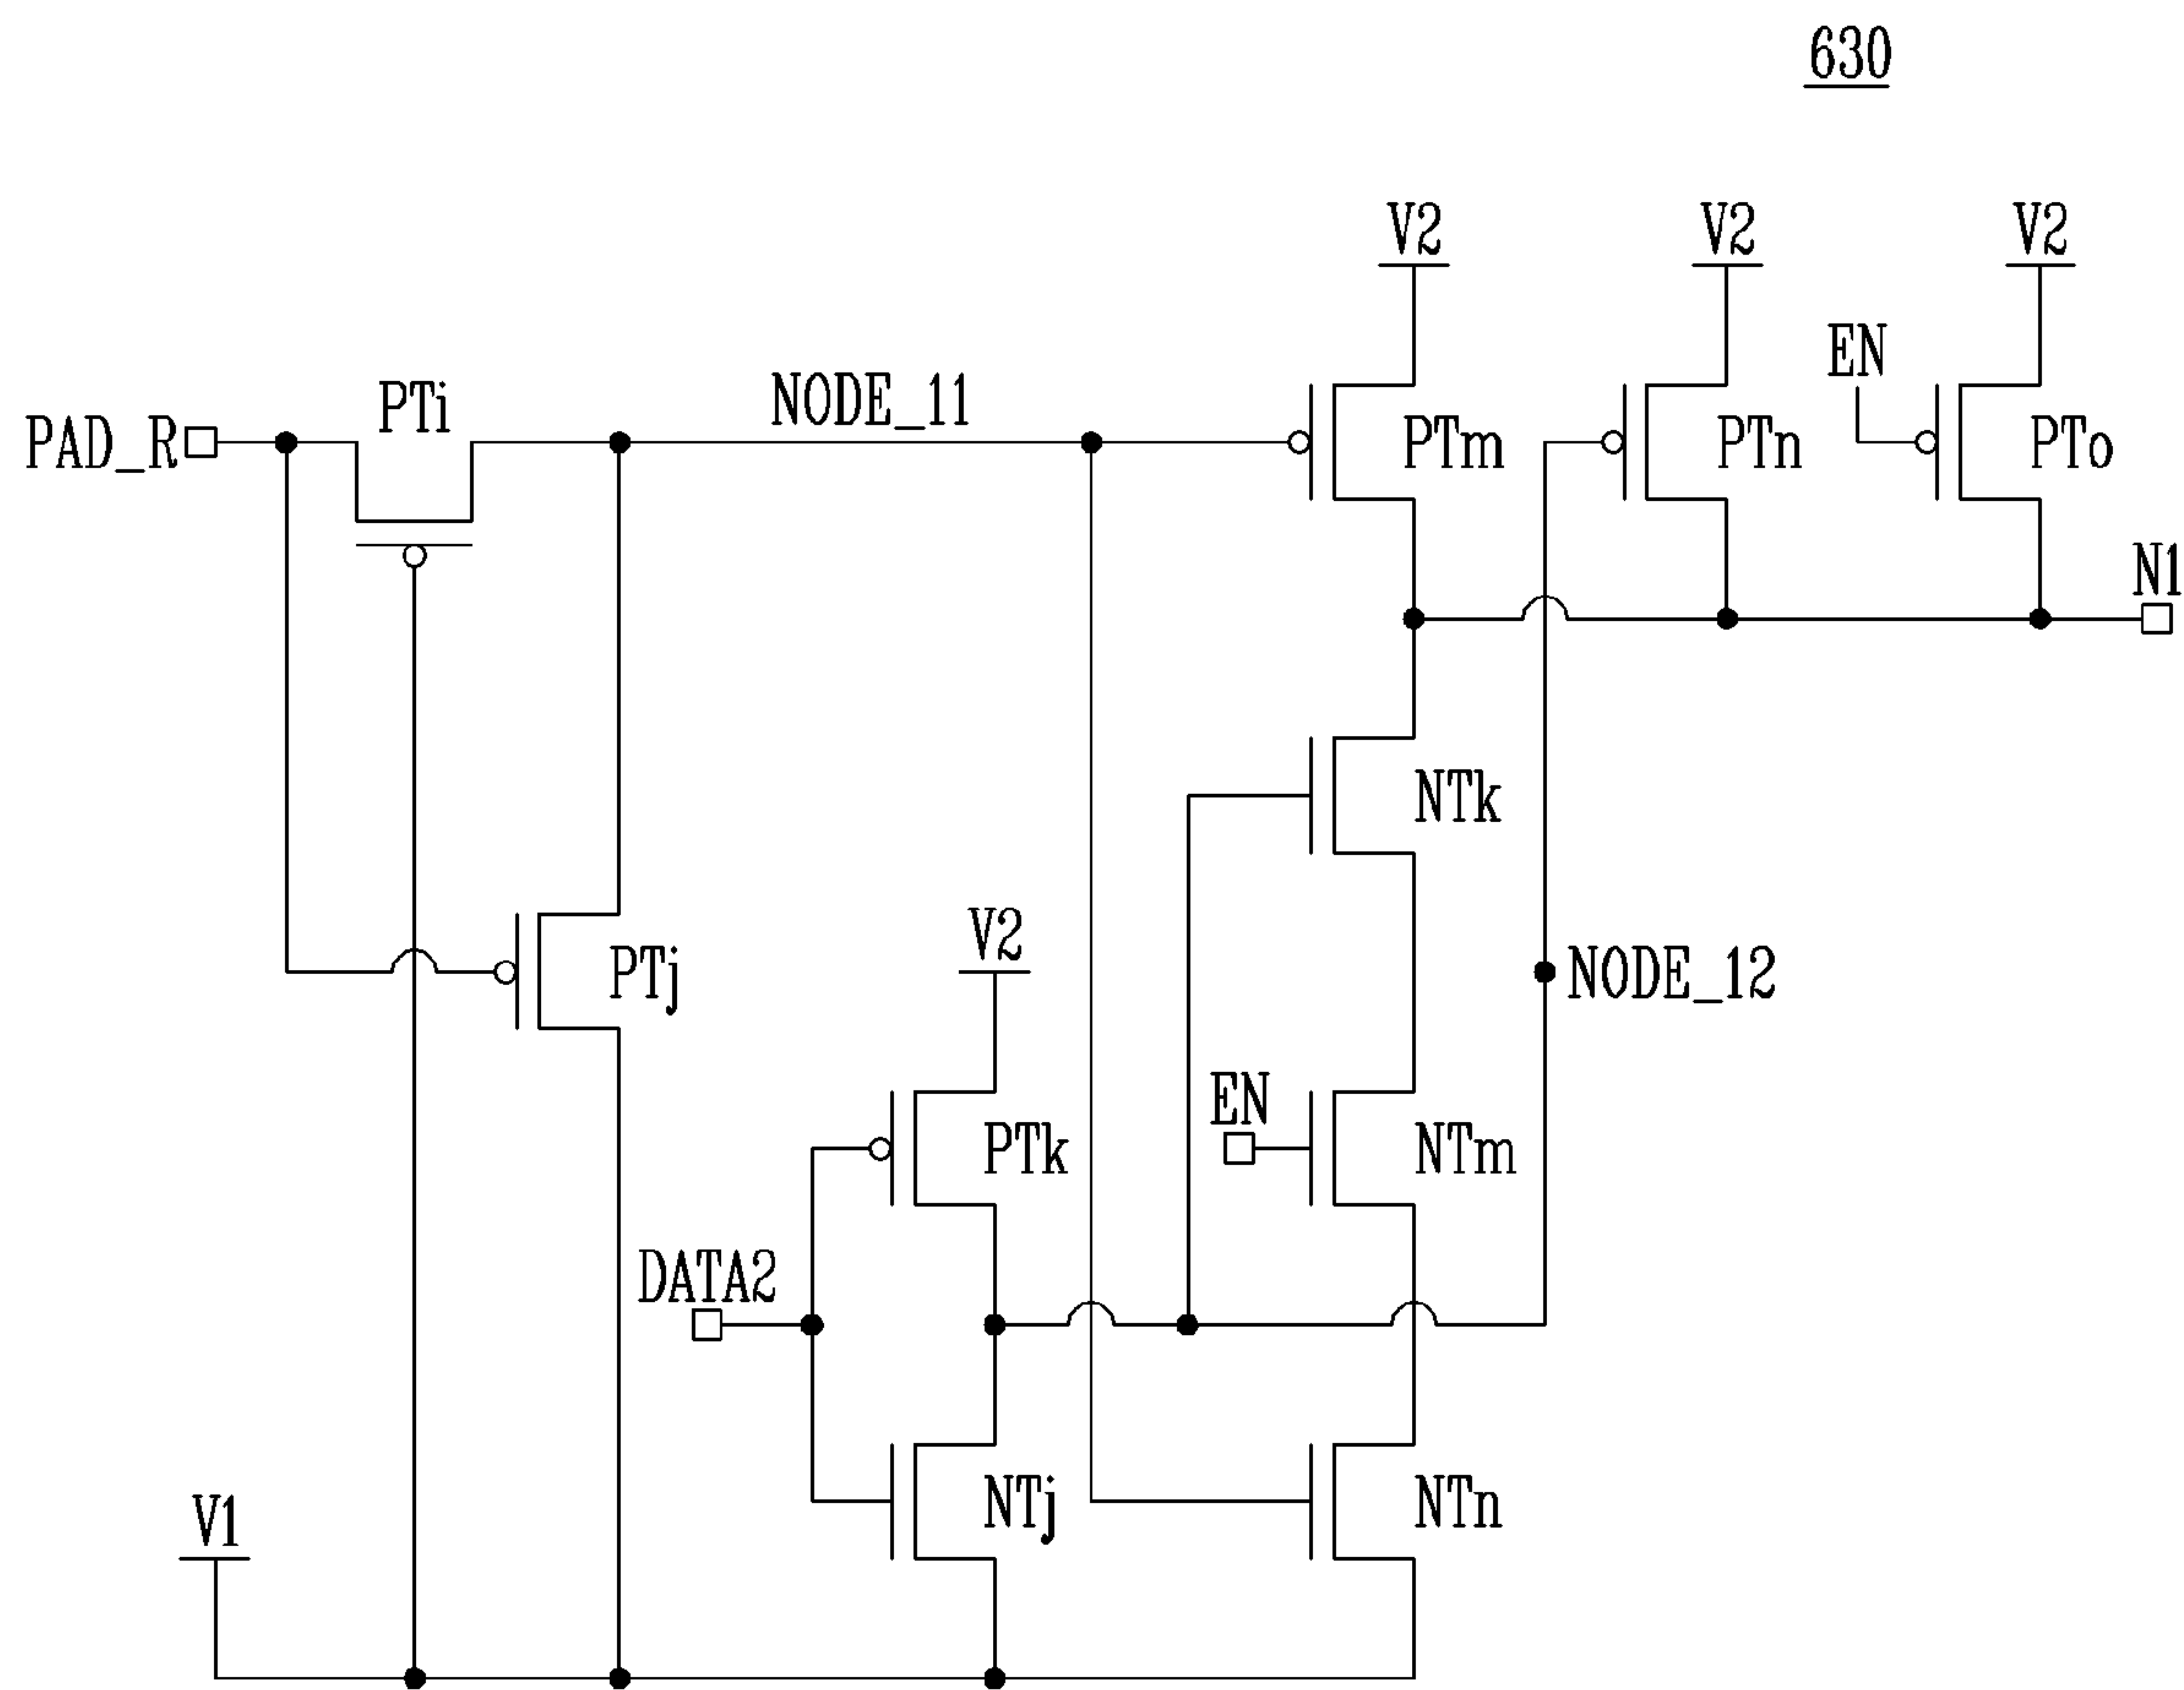 630
V2
V2
V2
EN
PTi
NODE_11
PAD_R
PTm
PTn
PTo
N1
NTk
V2
PTj
NODE_12
EN
PTk
NTm
DATA2
V1
NTj
NTn